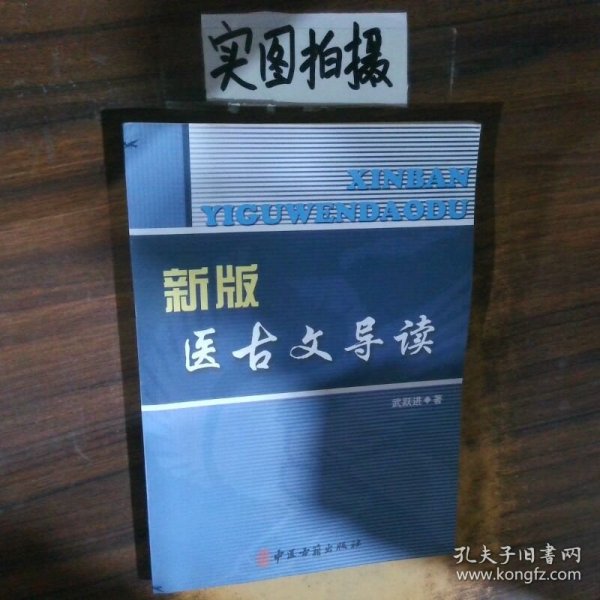 实图拍摄
XINBAN
YIGUWENDAODU
新版
医古文导读
武跃进◆著
中医古籍出版社
孔夫子旧书网
www.kongfz.com